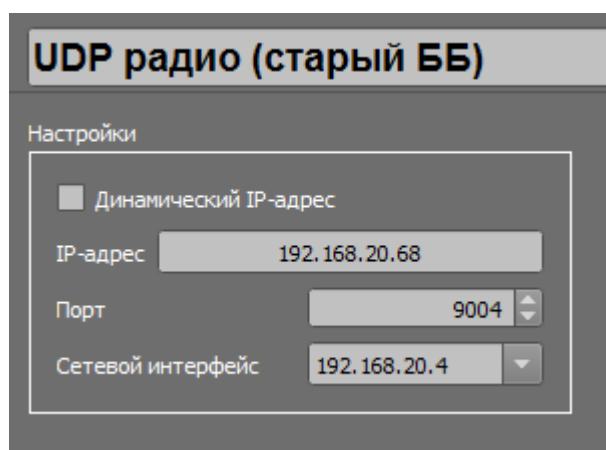 UDP радио (старый ББ)
Настройки
Динамический IP-адрес
IP-адрес 192.168.20.68
Порт 9004
Сетевой интерфейс 192.168.20.4